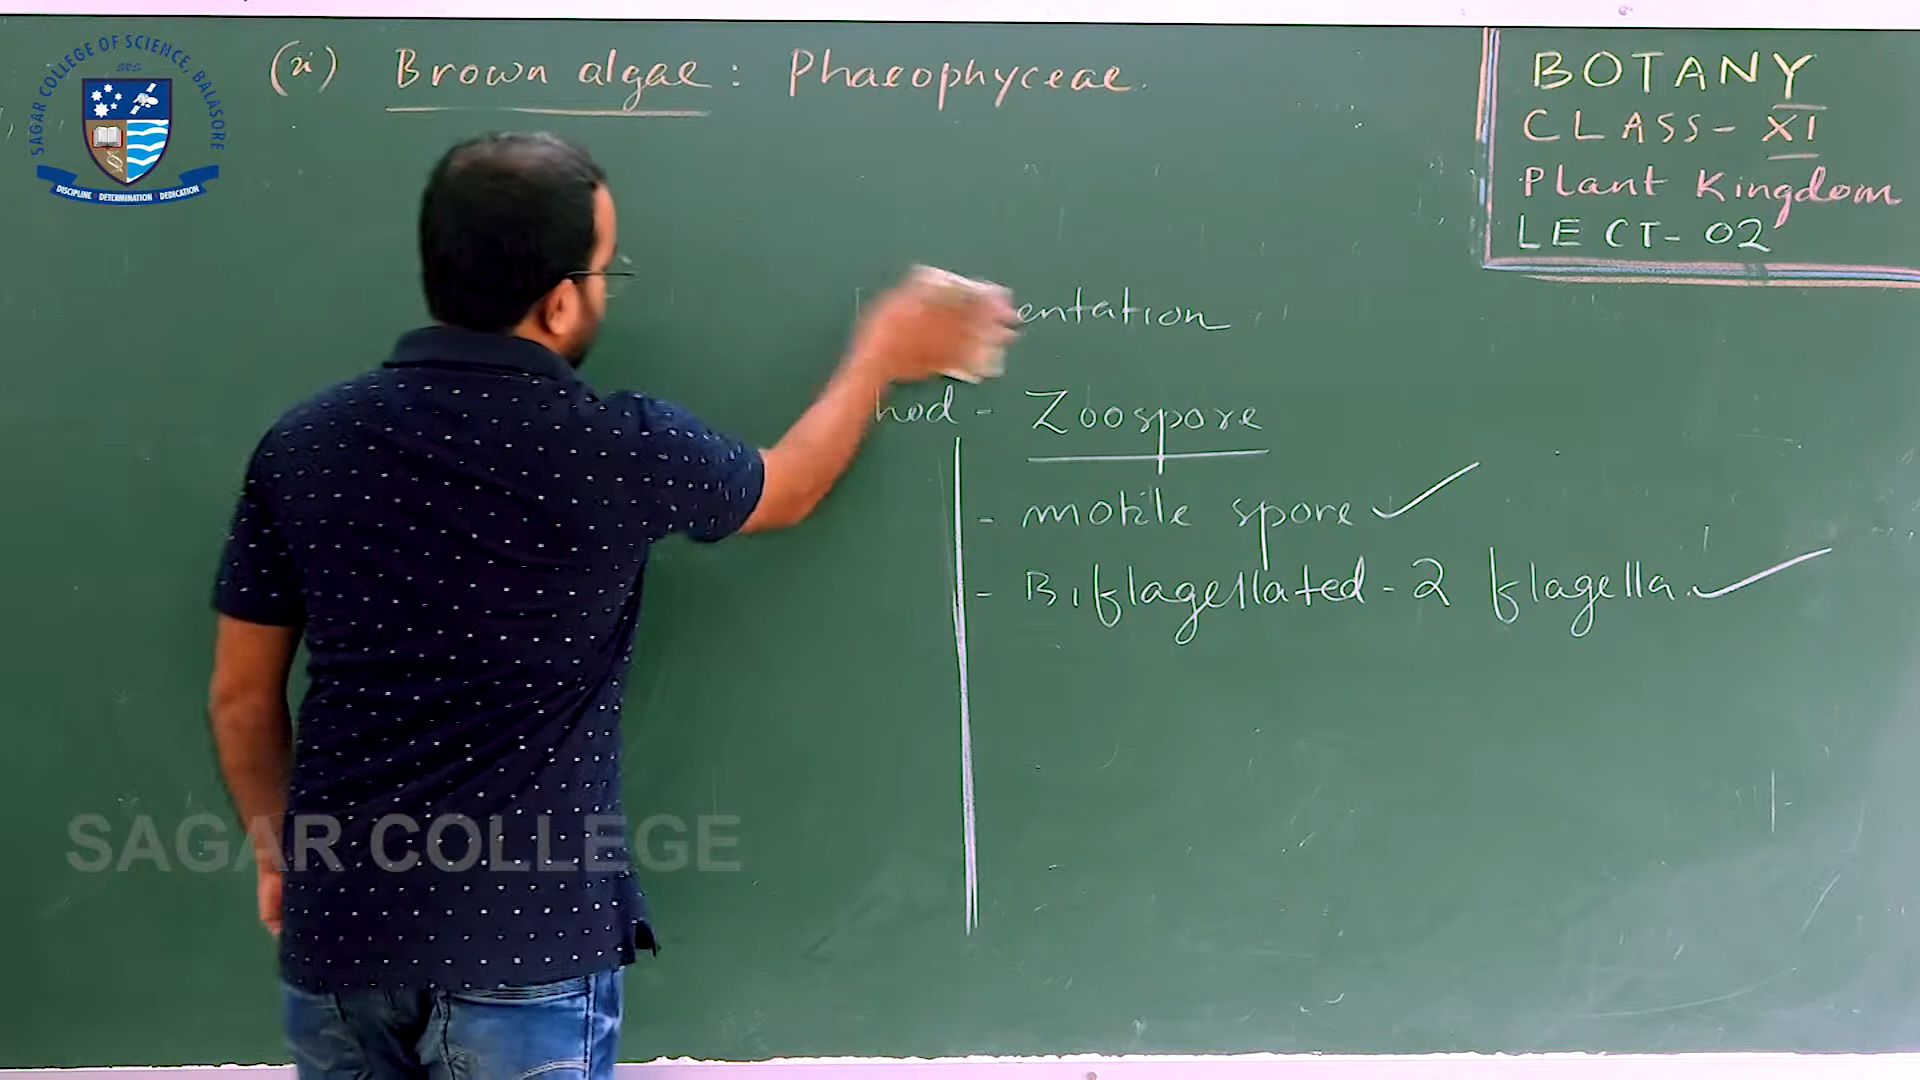 SAGAR COLLEGE OF SCIENCE, BALASORE
SCS
DISCIPLINE DETERMINATION DEDICATION
(xi) Brown algae : Phaeophyceae.
BOTANY
CLASS- XI
Plant Kingdom
LECT- 02
entation
hod - Zoospore
- motile spore
- Biflagellated - 2 flagella.
SAGAR COLLEGE